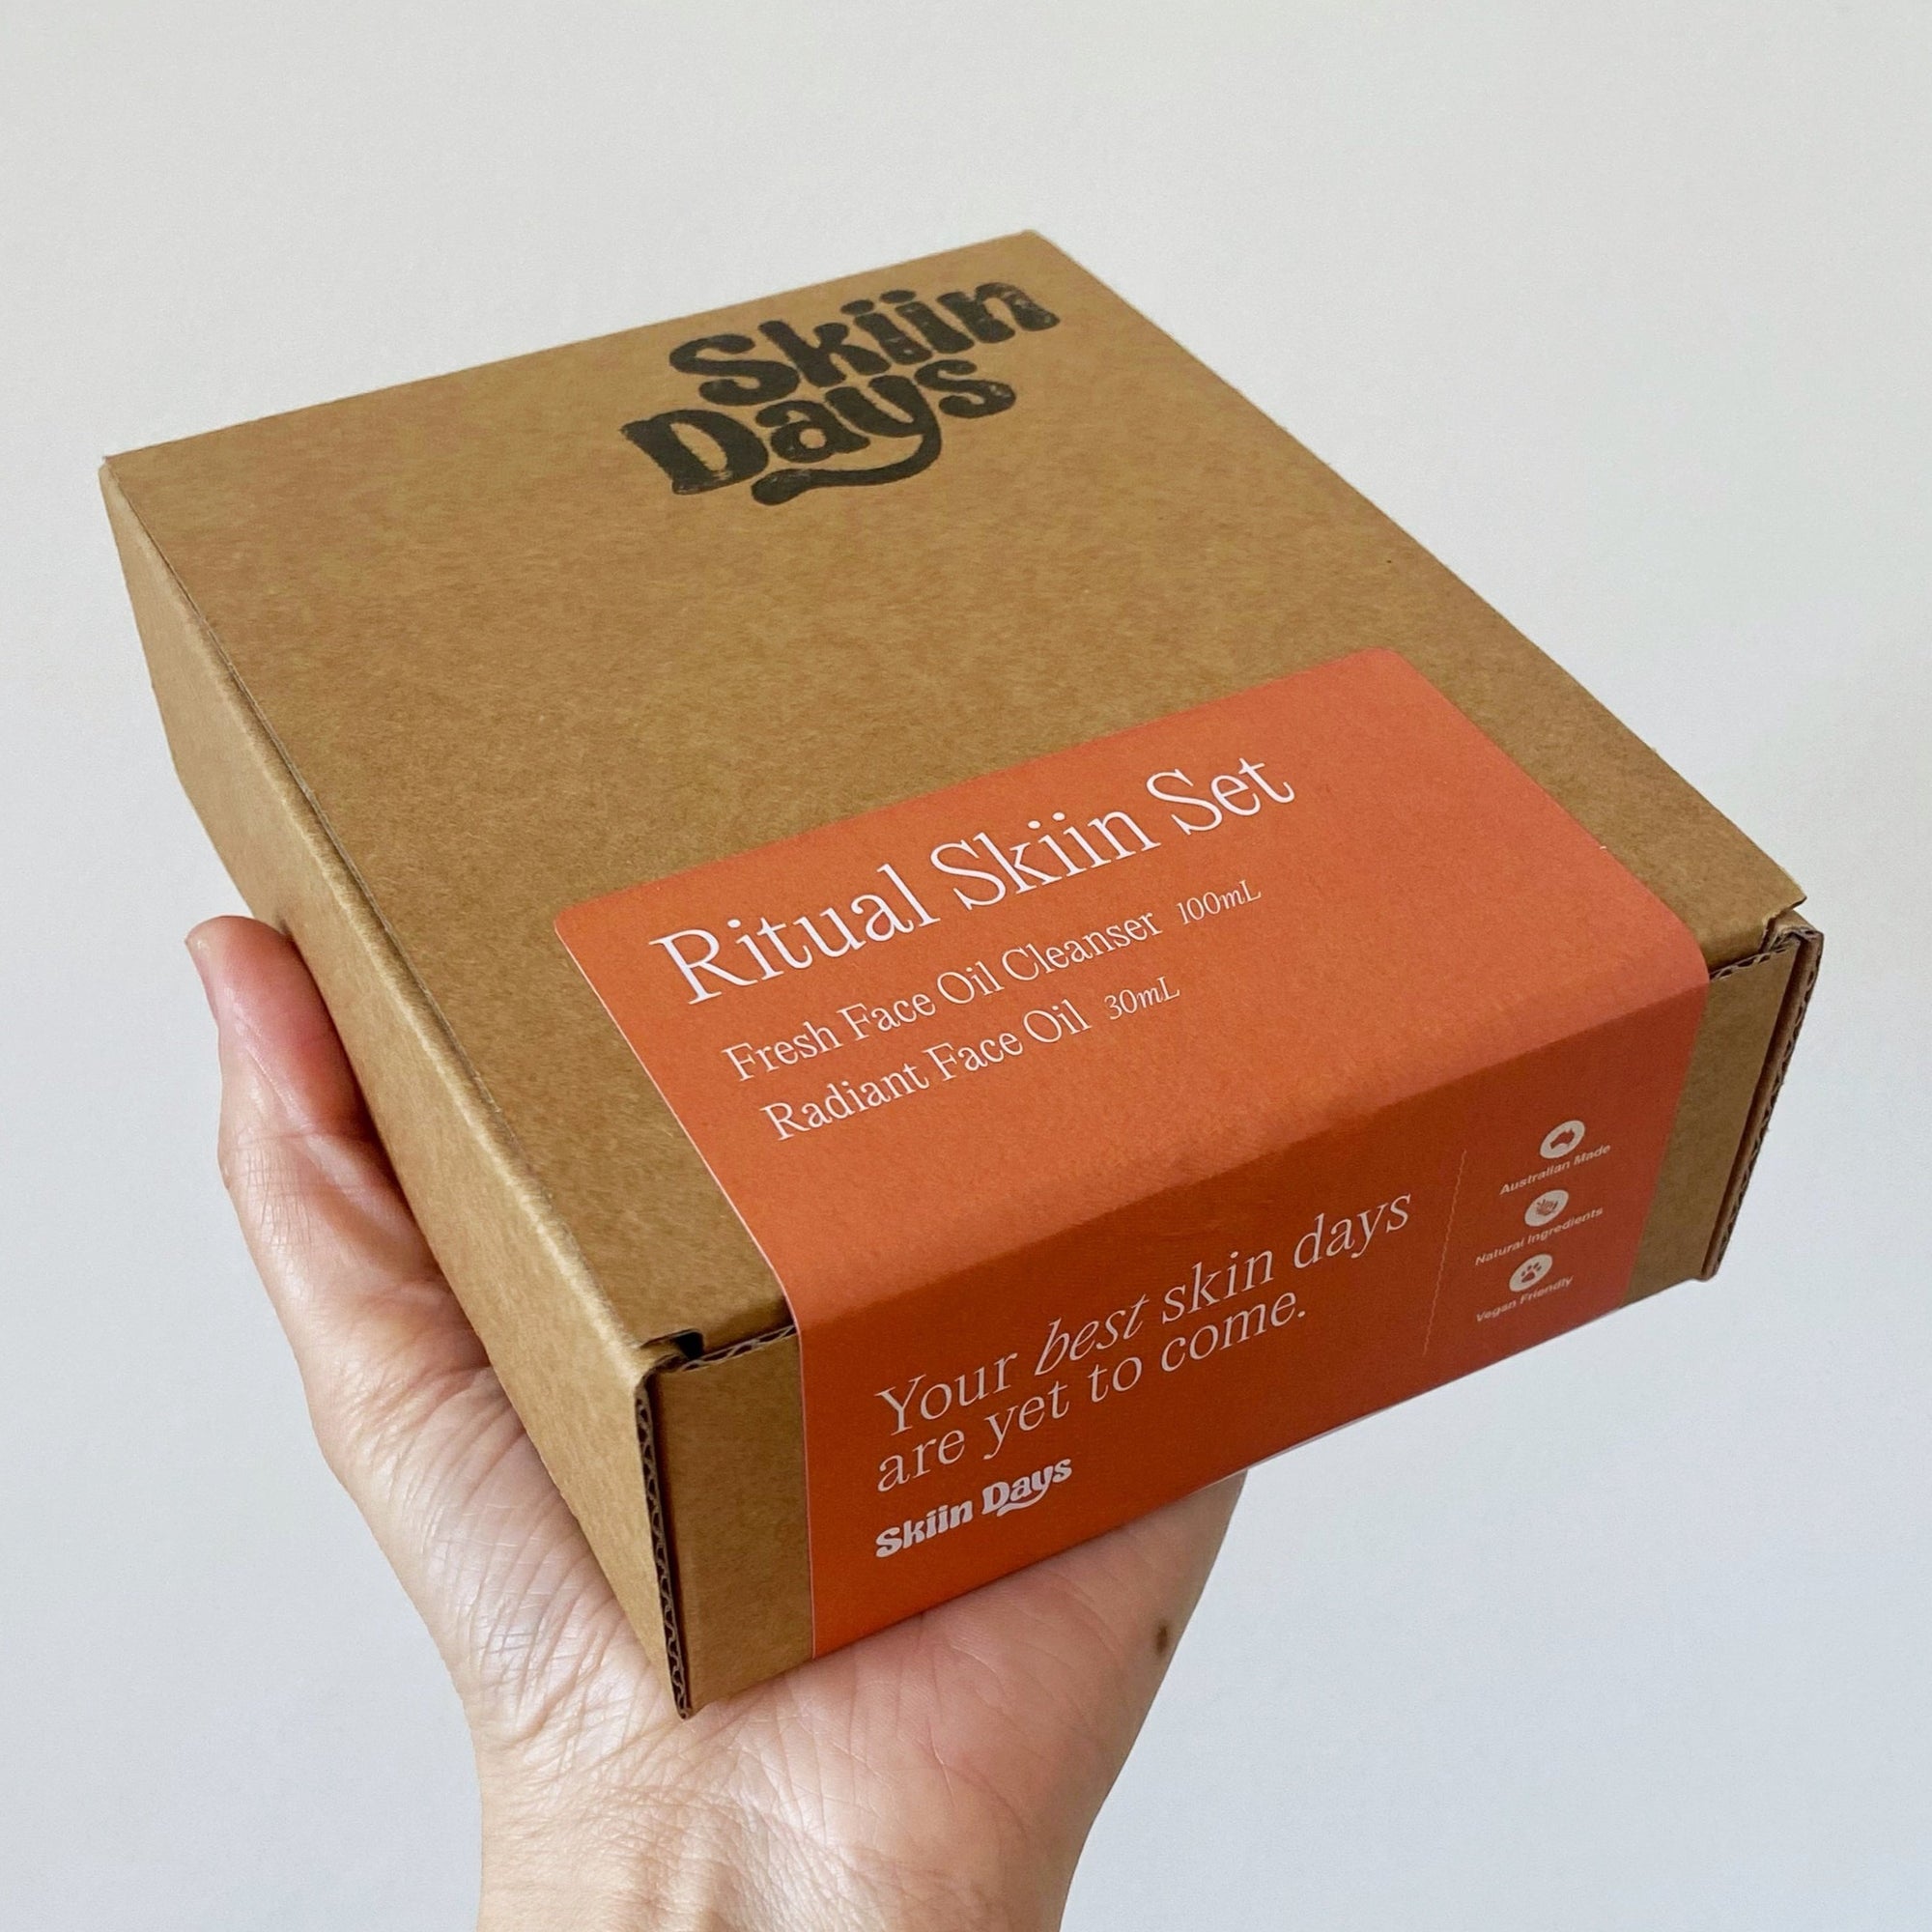 Skiin
Days
Ritual Skiin Set
Fresh Face Oil Cleanser 100mL
Radiant Face Oil 30mL
Your best skin days
are yet to come.
Skiin Days
Australian Made
Natural Ingredients
Vegan Friendly